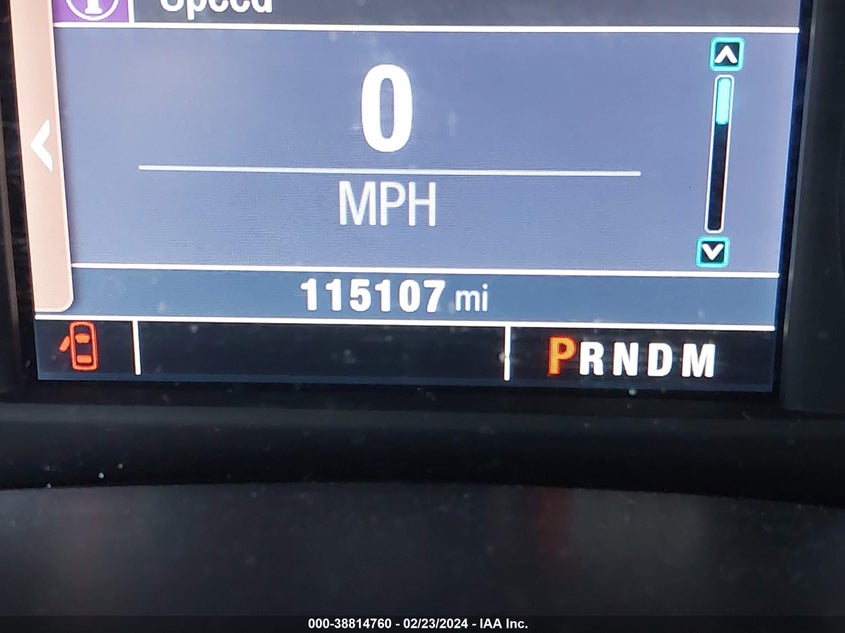 Speed
0
MPH
115107 mi
PRNDM
000-38814760 - 02/23/2024 - IAA Inc.